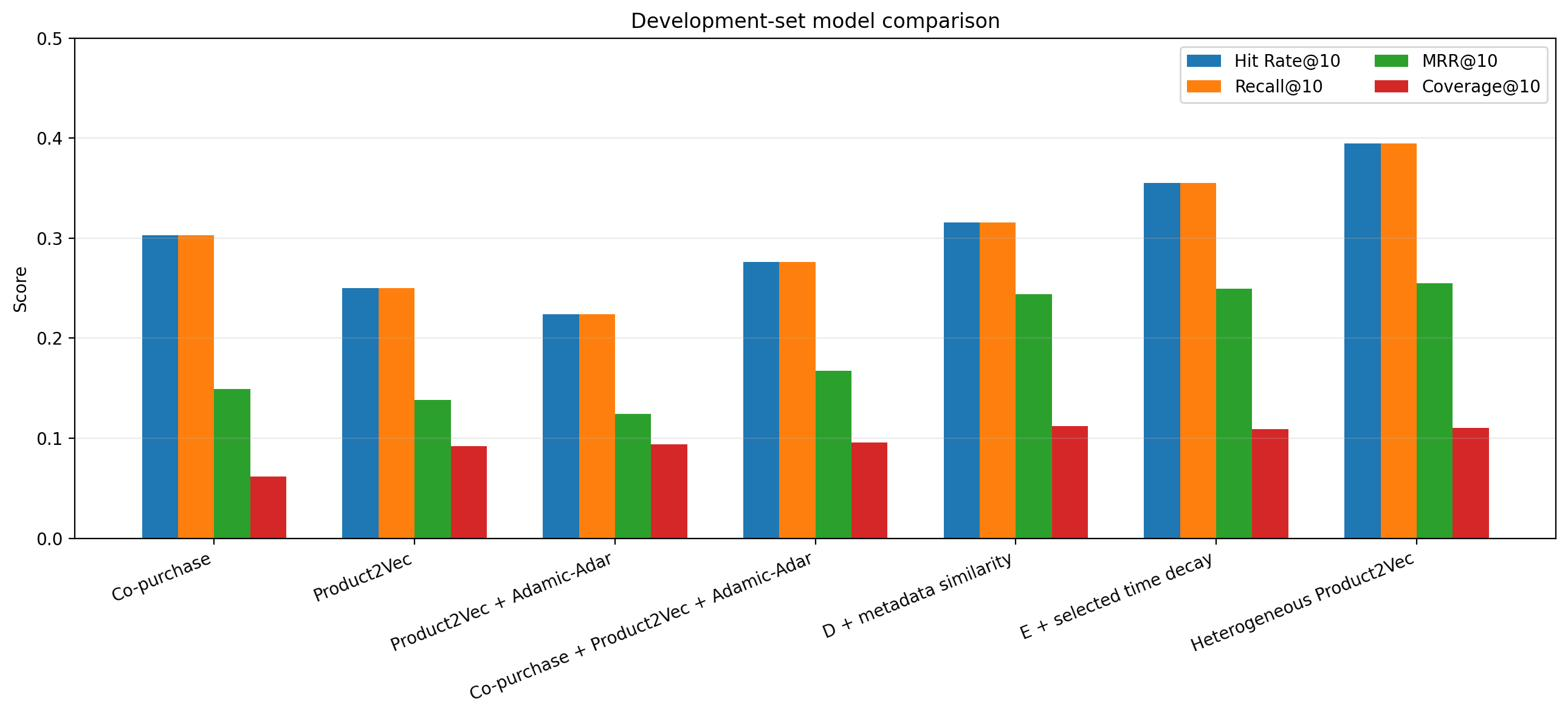 Development-set model comparison
Hit Rate@10
Recall@10
MRR@10
Coverage@10
Score
0.5
0.4
0.3
0.2
0.1
0.0
Co-purchase
Product2Vec
Product2Vec + Adamic-Adar
Co-purchase + Product2Vec + Adamic-Adar
D + metadata similarity
E + selected time decay
Heterogeneous Product2Vec